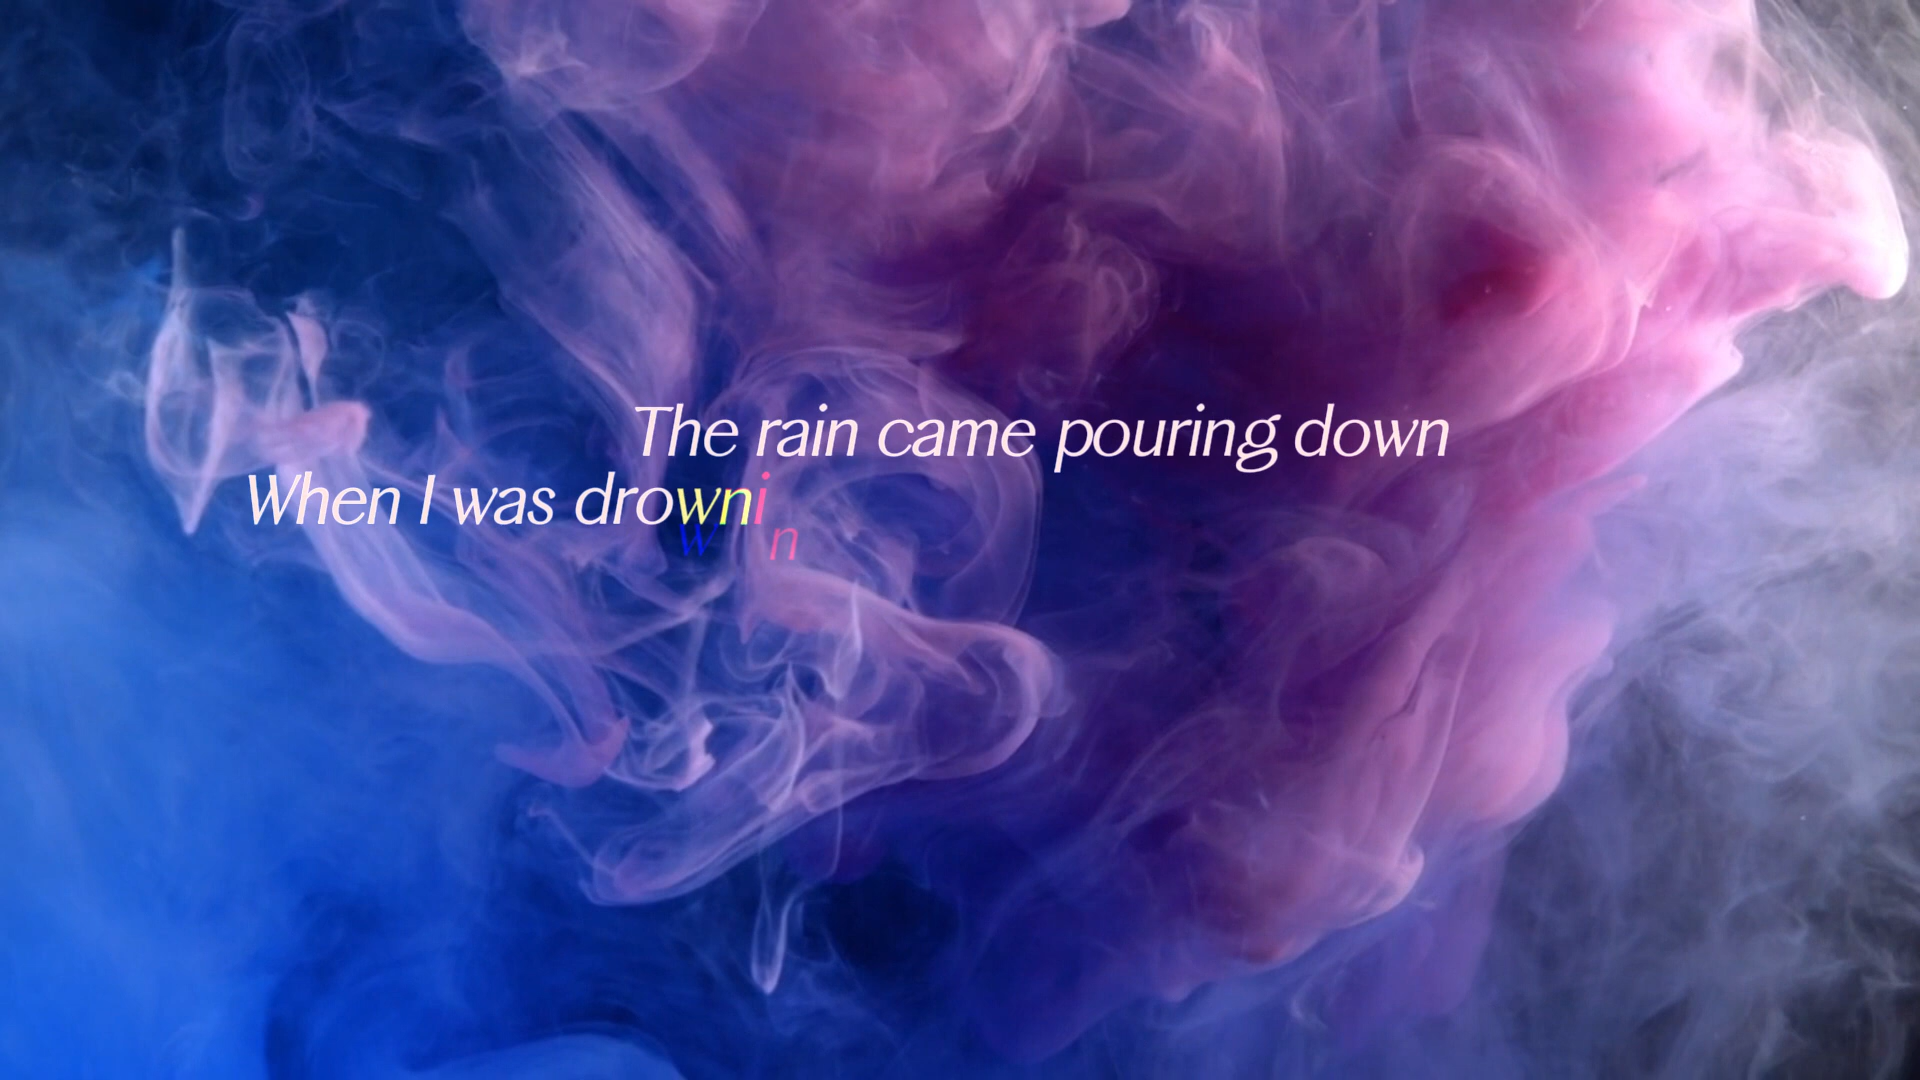 The rain came pouring down
When I was drownin